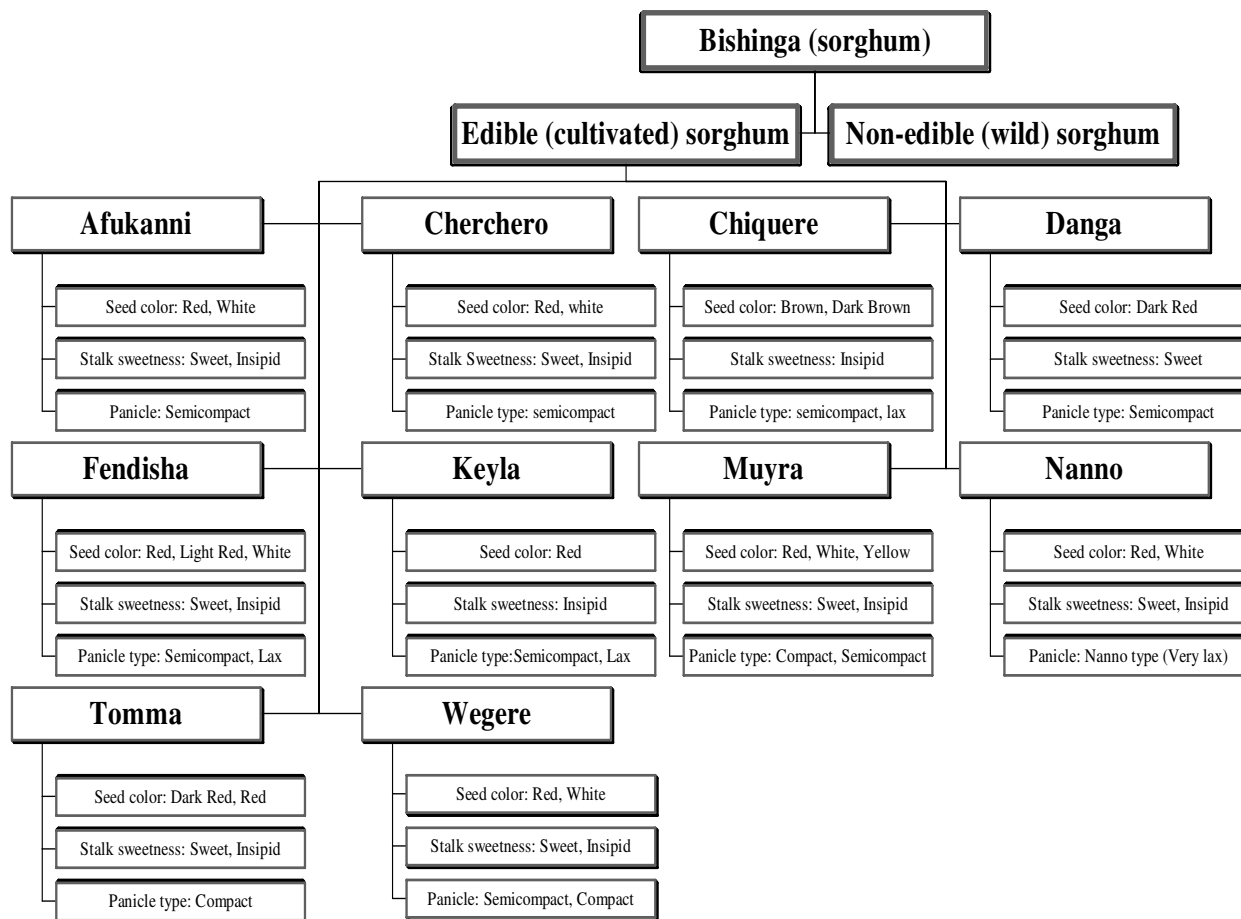 Bishinga (sorghum)
Edible (cultivated) sorghum
Non-edible (wild) sorghum
Afukanni
Seed color: Red, White
Stalk sweetness: Sweet, Insipid
Panicle: Semicompact
Cherchero
Seed color: Red, white
Stalk Sweetness: Sweet, Insipid
Panicle type: semicompact
Chiquere
Seed color: Brown, Dark Brown
Stalk sweetness: Insipid
Panicle type: semicompact, lax
Danga
Seed color: Dark Red
Stalk sweetness: Sweet
Panicle type: Semicompact
Fendisha
Seed color: Red, Light Red, White
Stalk sweetness: Sweet, Insipid
Panicle type: Semicompact, Lax
Keyla
Seed color: Red
Stalk sweetness: Insipid
Panicle type:Semicompact, Lax
Muyra
Seed color: Red, White, Yellow
Stalk sweetness: Sweet, Insipid
Panicle type: Compact, Semicompact
Nanno
Seed color: Red, White
Stalk sweetness: Sweet, Insipid
Panicle: Nanno type (Very lax)
Tomma
Seed color: Dark Red, Red
Stalk sweetness: Sweet, Insipid
Panicle type: Compact
Wegere
Seed color: Red, White
Stalk sweetness: Sweet, Insipid
Panicle: Semicompact, Compact